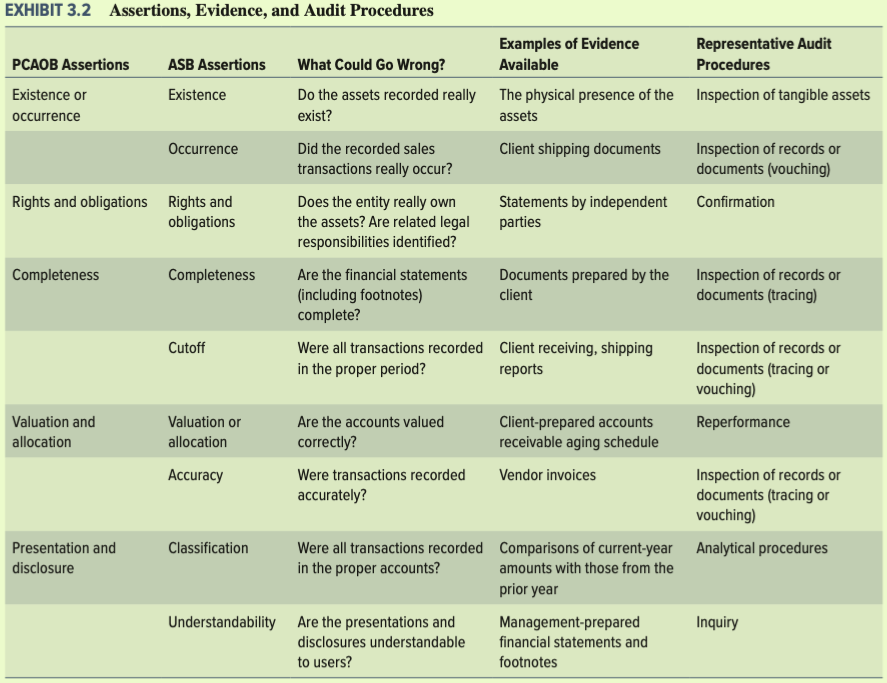 EXHIBIT 3.2 Assertions, Evidence, and Audit Procedures
PCAOB Assertions
ASB Assertions
What Could Go Wrong?
Examples of Evidence
Available
Representative Audit
Procedures
Existence or
occurrence
Existence
Do the assets recorded really
exist?
The physical presence of the
assets
Inspection of tangible assets
Occurrence
Did the recorded sales
transactions really occur?
Client shipping documents
Inspection of records or
documents (vouching)
Rights and obligations
Rights and
obligations
Does the entity really own
the assets? Are related legal
responsibilities identified?
Statements by independent
parties
Confirmation
Completeness
Completeness
Are the financial statements
(including footnotes)
complete?
Documents prepared by the
client
Inspection of records or
documents (tracing)
Cutoff
Were all transactions recorded
in the proper period?
Client receiving, shipping
reports
Inspection of records or
documents (tracing or
vouching)
Valuation and
allocation
Valuation or
allocation
Are the accounts valued
correctly?
Client-prepared accounts
receivable aging schedule
Reperformance
Accuracy
Were transactions recorded
accurately?
Vendor invoices
Inspection of records or
documents (tracing or
vouching)
Presentation and
disclosure
Classification
Were all transactions recorded
in the proper accounts?
Comparisons of current-year
amounts with those from the
prior year
Analytical procedures
Understandability
Are the presentations and
disclosures understandable
to users?
Management-prepared
financial statements and
footnotes
Inquiry